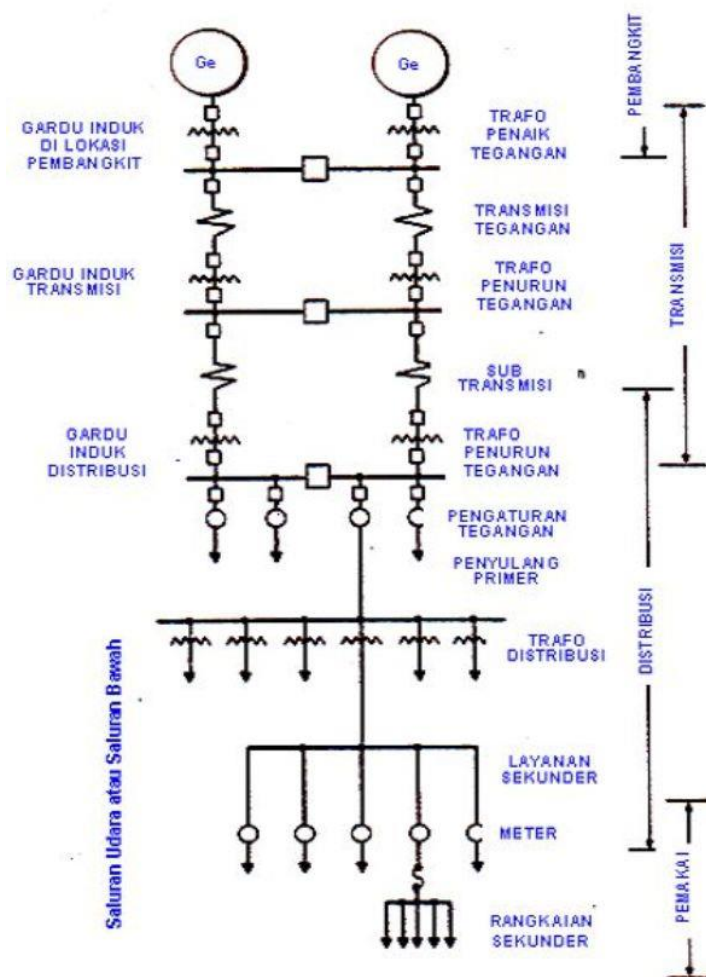 Ge
Ge
GARDU INDUK
DI LOKASI
PEMBANGKIT
TRAFO
PENAIK
TEGANGAN
PEMBANGKIT
TRANSMISI
TEGANGAN
GARDU INDUK
TRANSMISI
TRAFO
PENURUN
TEGANGAN
TRANSMISI
SUB
TRANSMISI
n
GARDU
INDUK
DISTRIBUSI
TRAFO
PENURUN
TEGANGAN
PENGATURAN
TEGANGAN
PENYULANG
PRIMER
TRAFO
DISTRIBUSI
DISTRIBUSI
Saluran Udara atau Saluran Bawah
LAYANAN
SEKUNDER
METER
PEMAKAI
RANGKAIAN
SEKUNDER